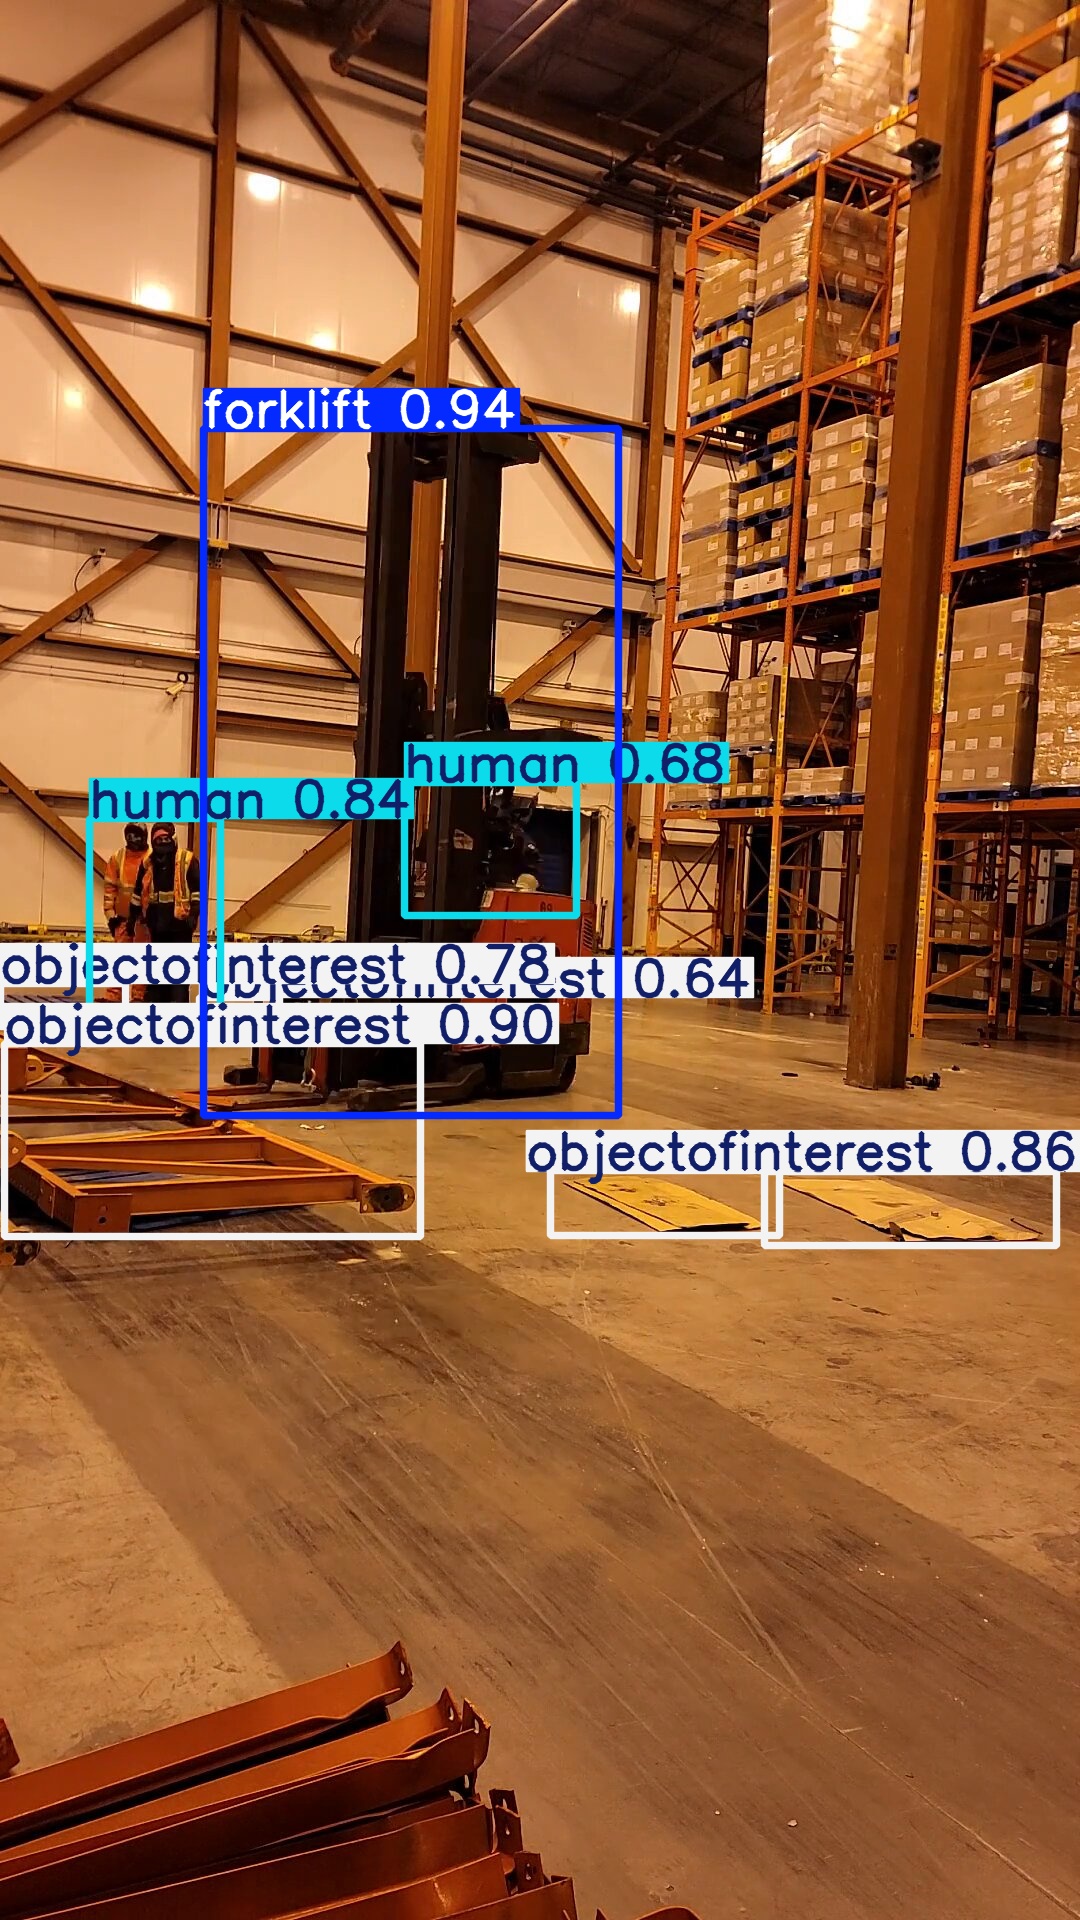 forklift 0.94
human 0.68
human 0.84
objectofinterest 0.78
objectofinterest 0.64
objectofinterest 0.90
objectofinterest 0.86